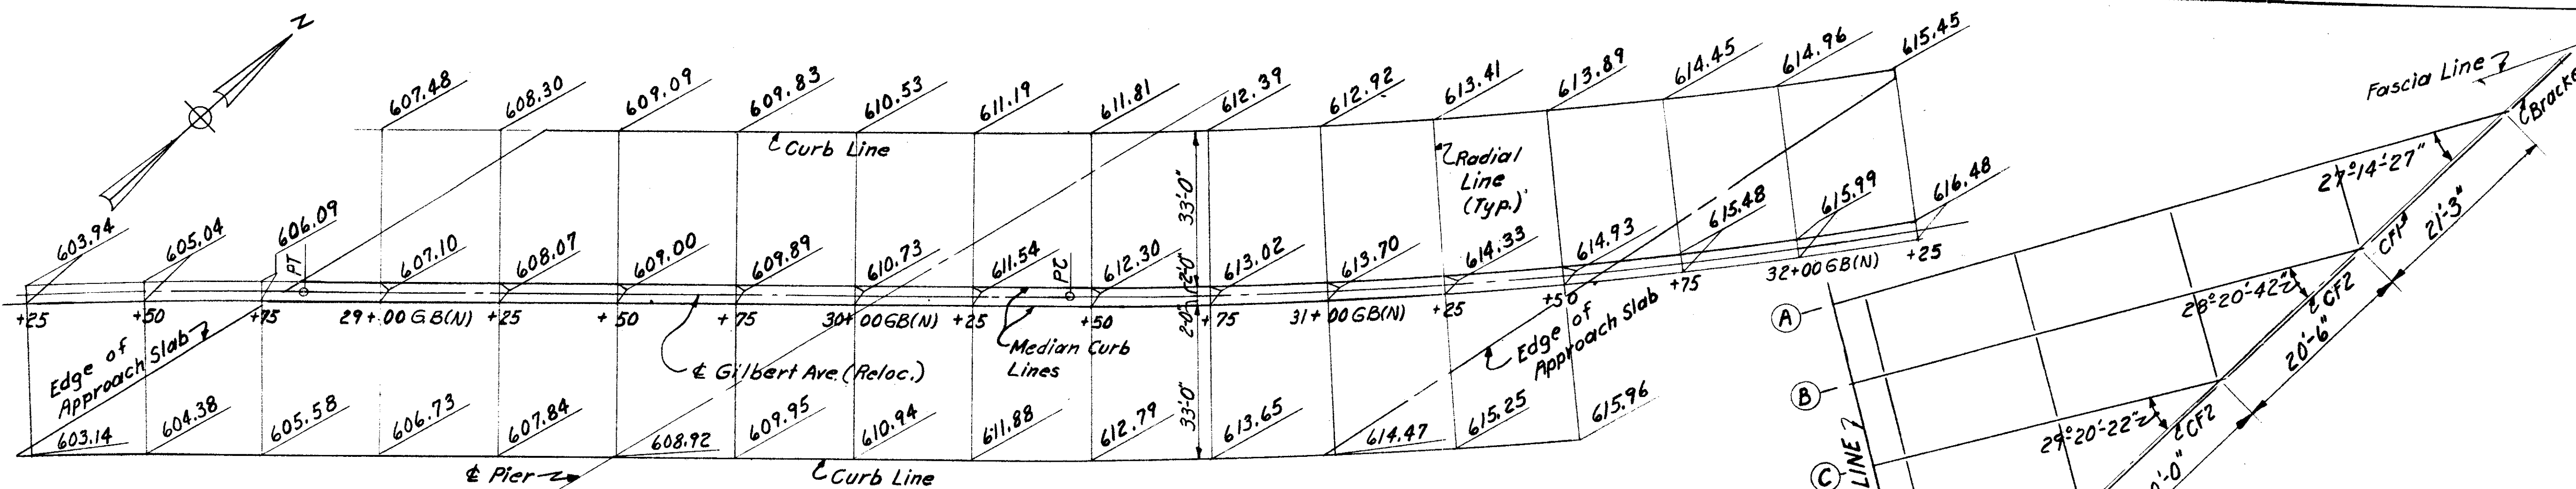 N
607.48
608.30
609.09
609.83
610.53
611.19
611.81
612.39
612.92
613.41
613.89
614.45
614.96
615.45
Fascia Line
℄ Bracke
℄ Curb Line
Radial
Line
(Typ.)
33'-0"
27°-14'-27"
21'-3"
603.94
605.04
606.09
PT
607.10
608.07
609.00
609.89
610.73
611.54
PC
612.30
613.02
613.70
614.33
614.93
615.48
615.99
616.48
2'-0"
2'-0"
+25
+50
+75
29+00 GB(N)
+25
+50
+75
30+00 GB(N)
+25
+50
+75
31+00 GB(N)
+25
+50
+75
32+00 GB(N)
+25
CF1
28°-20'-42"
℄ CF2
20'-6"
A
B
C
Edge of
Approach Slab
℄ Gilbert Ave. (Reloc.)
Median Curb
Lines
Edge of
Approach Slab
33'-0"
603.14
604.38
605.58
606.73
607.84
608.92
609.95
610.94
611.88
612.79
613.65
614.47
615.25
615.96
29°-20'-22"
℄ CF2
LINE
℄ Pier
℄ Curb Line